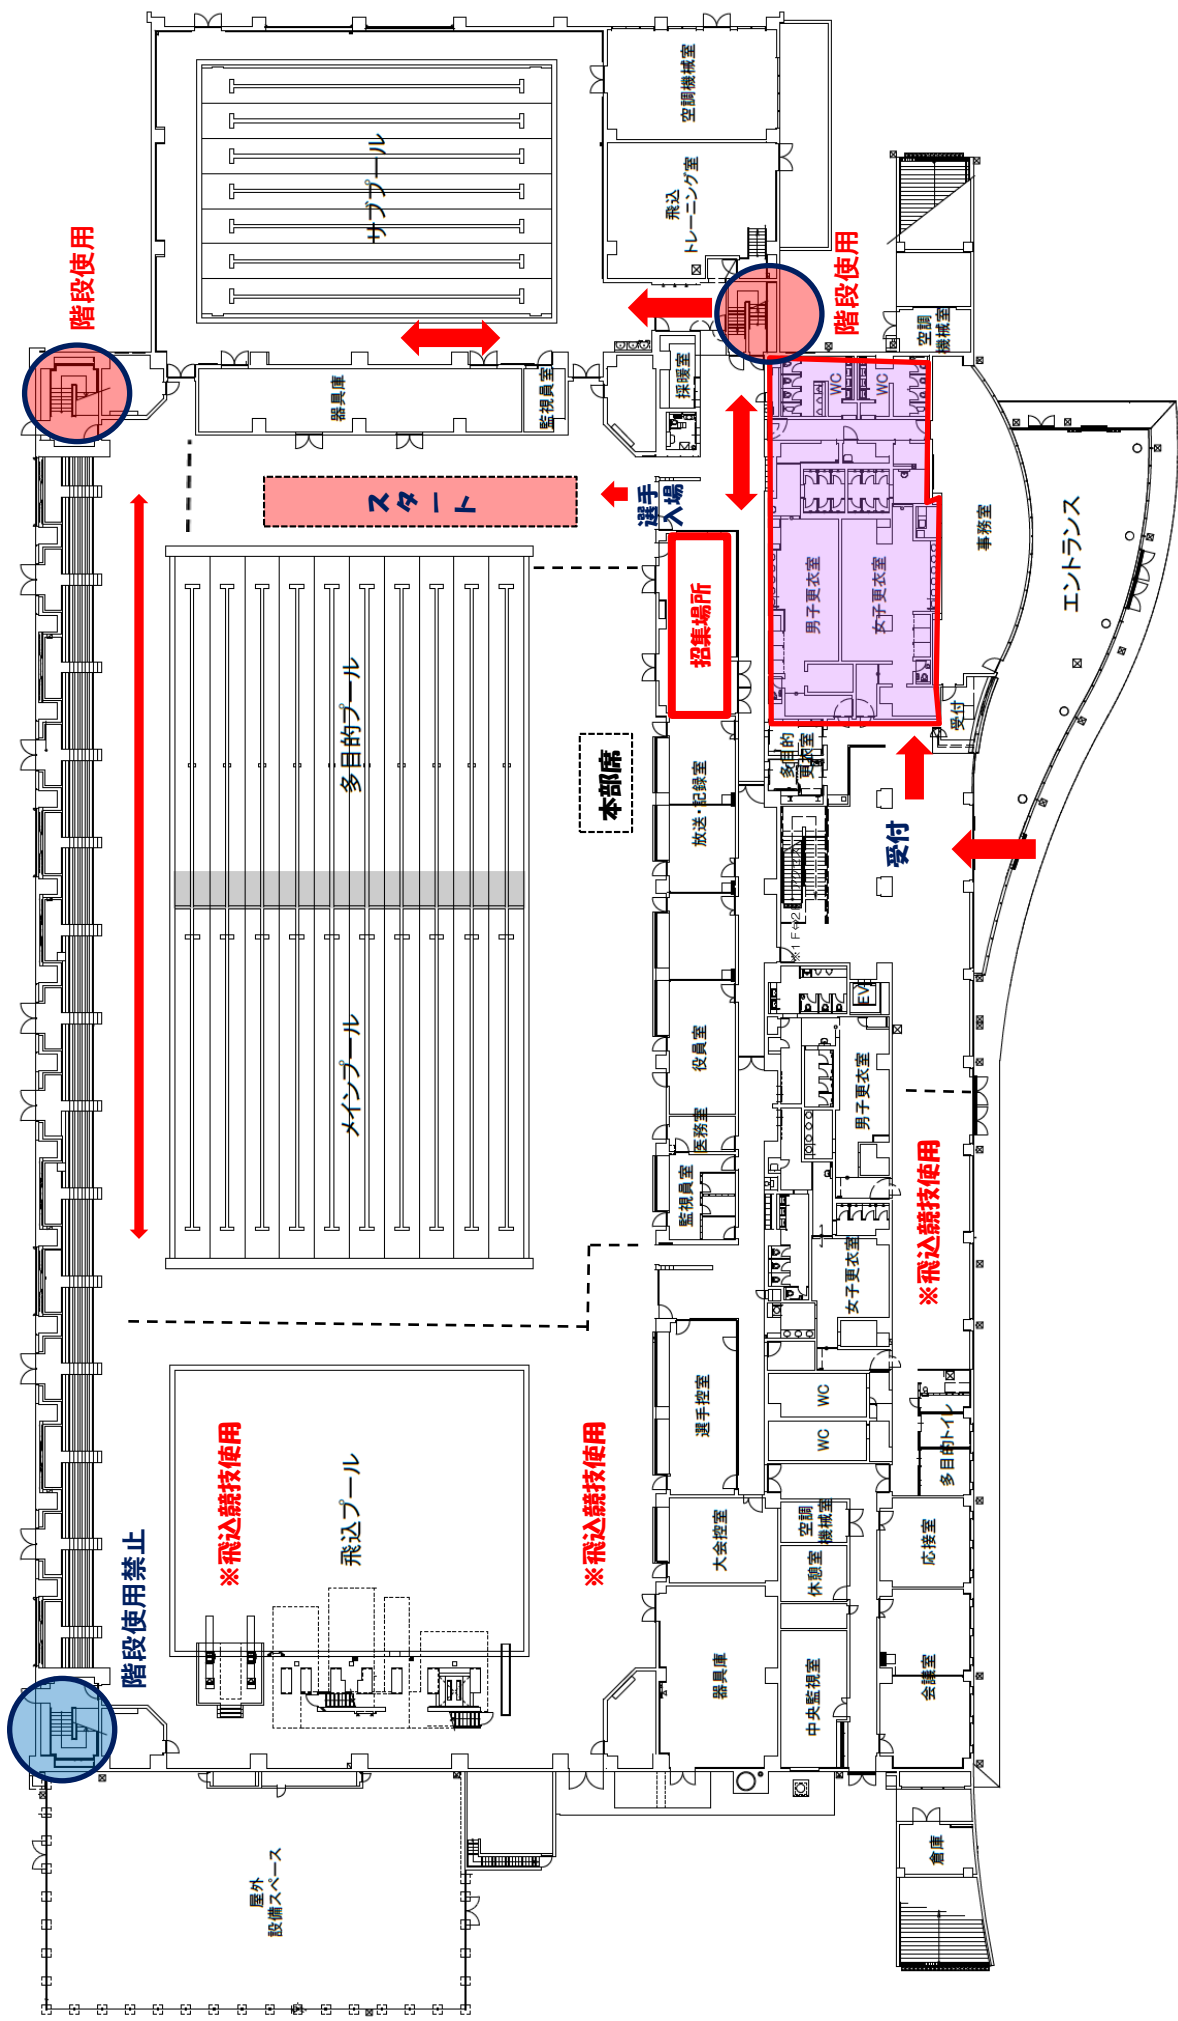 空調機械室
サブプール
飛込
トレーニング室
階段使用
階段使用
空調
機械室
器具庫
監視員室
採暖室
WC
WC
スタート
選手
入場
事務室
エントランス
招集場所
男子更衣室
女子更衣室
多目的プール
受付
本部席
放送・記録室
多目的
更衣室
受付
※1F⇔2
EV
メインプール
役員室
医務室
監視員室
男子更衣室
女子更衣室
※飛込競技使用
選手控室
WC
WC
多目的トイレ
※飛込競技使用
飛込プール
※飛込競技使用
階段使用禁止
大会控室
空調
機械室
休憩室
応接室
器具庫
中央監視室
会議室
屋外
設備スペース
倉庫